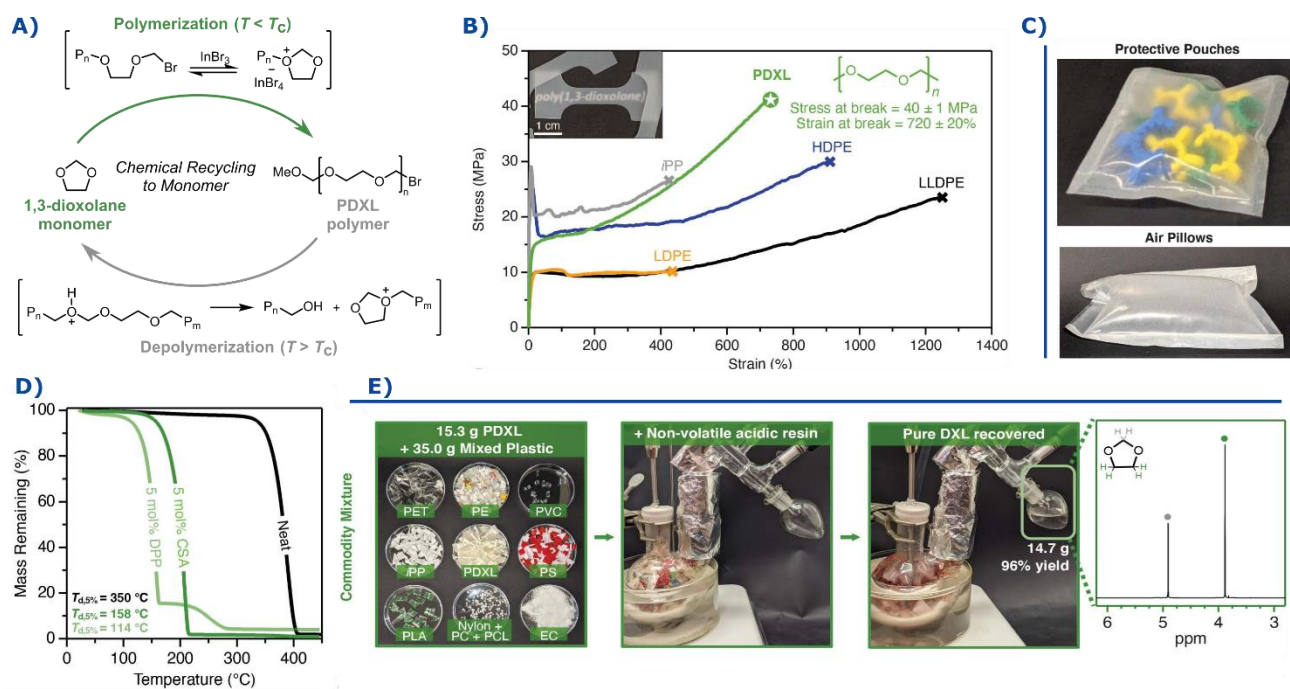 A)
Polymerization (T < Tc)
Pn
O
O
Br
InBr3
Pn
O
+
O
−
InBr4
O
O
Chemical Recycling
to Monomer
MeO
O
O
Br
n
1,3-dioxolane
monomer
PDXL
polymer
H
Pn
O
+
O
O
Pm
Pn
OH
+
O
O
+
Pm
Depolymerization (T > Tc)
B)
50
40
30
20
10
0
Stress (MPa)
0
200
400
600
800
1000
1200
1400
Strain (%)
poly(1,3-dioxolane)
1 cm
PDXL
O
O
n
Stress at break = 40 ± 1 MPa
Strain at break = 720 ± 20%
iPP
HDPE
LLDPE
LDPE
C)
Protective Pouches
Air Pillows
D)
100
80
60
40
20
0
Mass Remaining (%)
5 mol% DPP
5 mol% CSA
Neat
Td,5% = 350 °C
Td,5% = 158 °C
Td,5% = 114 °C
0
100
200
300
400
Temperature (°C)
E)
Commodity Mixture
15.3 g PDXL
+ 35.0 g Mixed Plastic
PET
PE
PVC
iPP
PDXL
PS
PLA
Nylon +
PC + PCL
EC
+ Non-volatile acidic resin
Pure DXL recovered
14.7 g
96% yield
H H
O
O
H
H
H
H
6
5
4
3
ppm